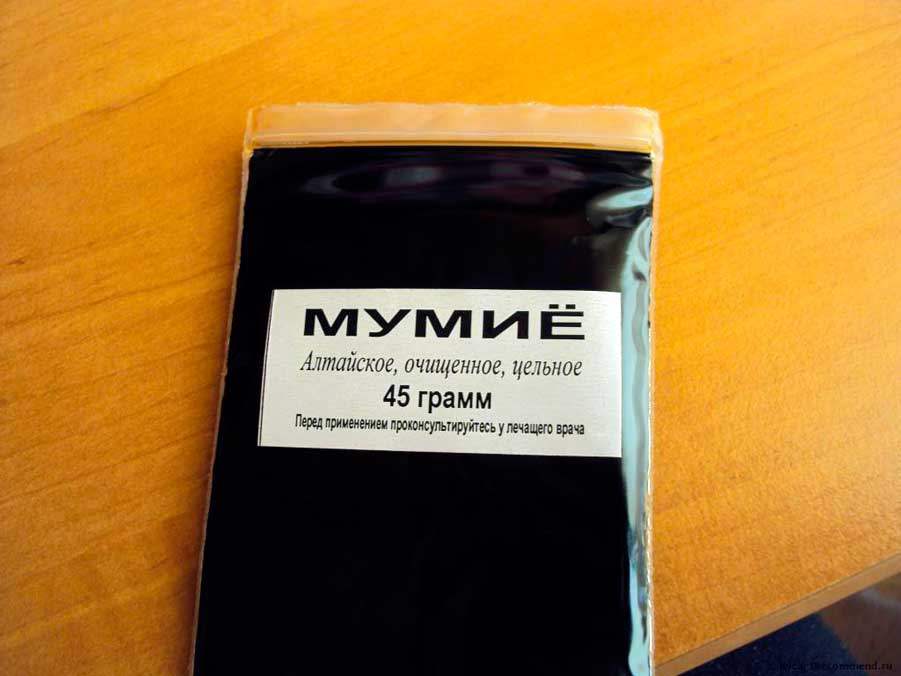 МУМИЁ
Алтайское, очищенное, цельное
45 грамм
Перед применением проконсультируйтесь у лечащего врача